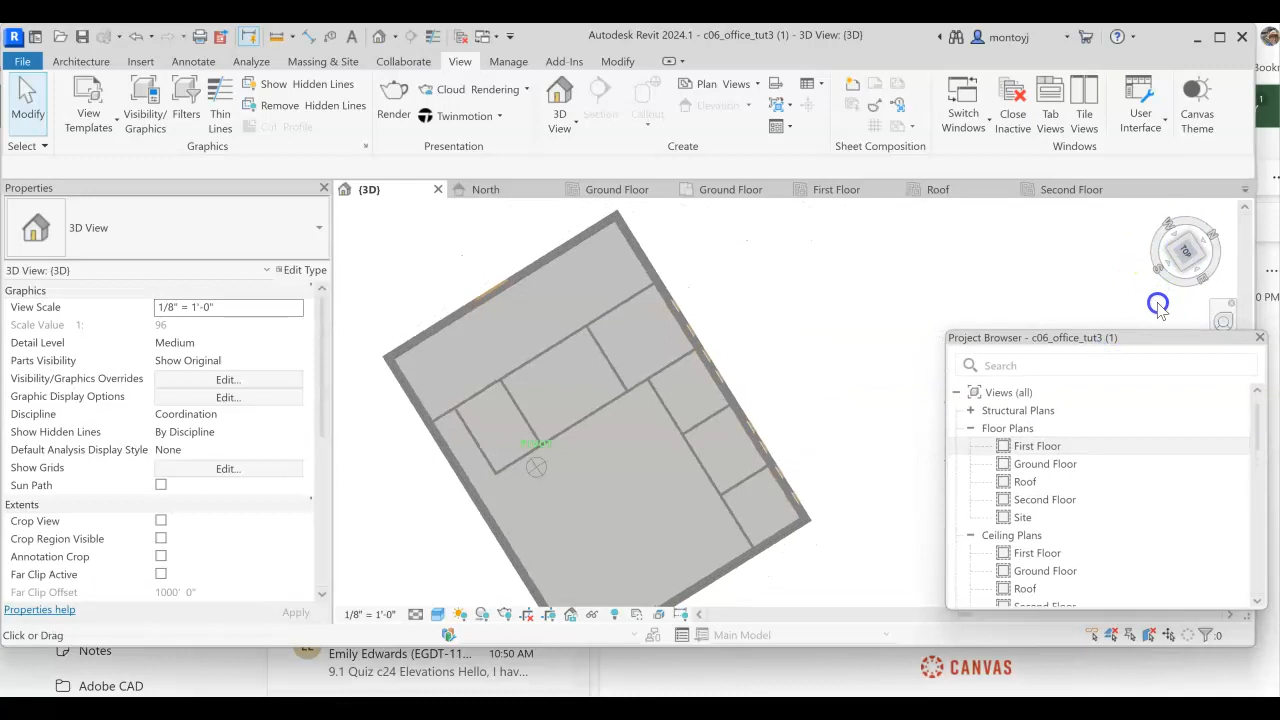 Autodesk Revit 2024.1 - c06_office_tut3 (1) - 3D View: {3D}
montoyj
File Architecture Insert Annotate Analyze Massing & Site Collaborate View Manage Add-Ins Modify
Modify
Select
View Templates
Visibility/ Graphics
Filters
Thin Lines
Show Hidden Lines
Remove Hidden Lines
Cut Profile
Graphics
Render
Cloud Rendering
Twinmotion
Presentation
3D View
Section
Callout
Plan Views
Elevation
Create
Sheet Composition
Switch Windows
Close Inactive
Tab Views
Tile Views
User Interface
Windows
Canvas Theme
Properties
{3D} North Ground Floor Ground Floor First Floor Roof Second Floor
3D View
3D View: {3D}
Edit Type
Graphics
View Scale 1/8" = 1'-0"
Scale Value 1: 96
Detail Level Medium
Parts Visibility Show Original
Visibility/Graphics Overrides Edit...
Graphic Display Options Edit...
Discipline Coordination
Show Hidden Lines By Discipline
Default Analysis Display Style None
Show Grids Edit...
Sun Path
Extents
Crop View
Crop Region Visible
Annotation Crop
Far Clip Active
Far Clip Offset 1000' 0"
Properties help
Apply
TOP
PIVOT
Project Browser - c06_office_tut3 (1)
Search
Views (all)
Structural Plans
Floor Plans
First Floor
Ground Floor
Roof
Second Floor
Site
Ceiling Plans
First Floor
Ground Floor
Roof
Second Floor
1/8" = 1'-0"
Click or Drag
Main Model
:0
Notes
Adobe CAD
Emily Edwards (EGDT-11... 10:50 AM
9.1 Quiz c24 Elevations Hello, I hav...
CANVAS